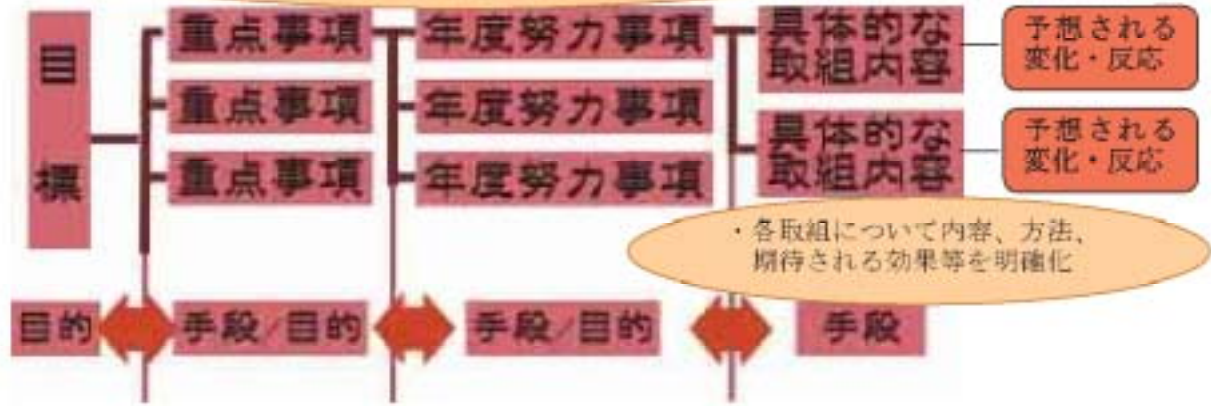 目標
重点事項
重点事項
重点事項
年度努力事項
年度努力事項
年度努力事項
具体的な
取組内容
具体的な
取組内容
予想される
変化・反応
予想される
変化・反応
・各取組について内容、方法、
期待される効果等を明確化
目的
手段/目的
手段/目的
手段